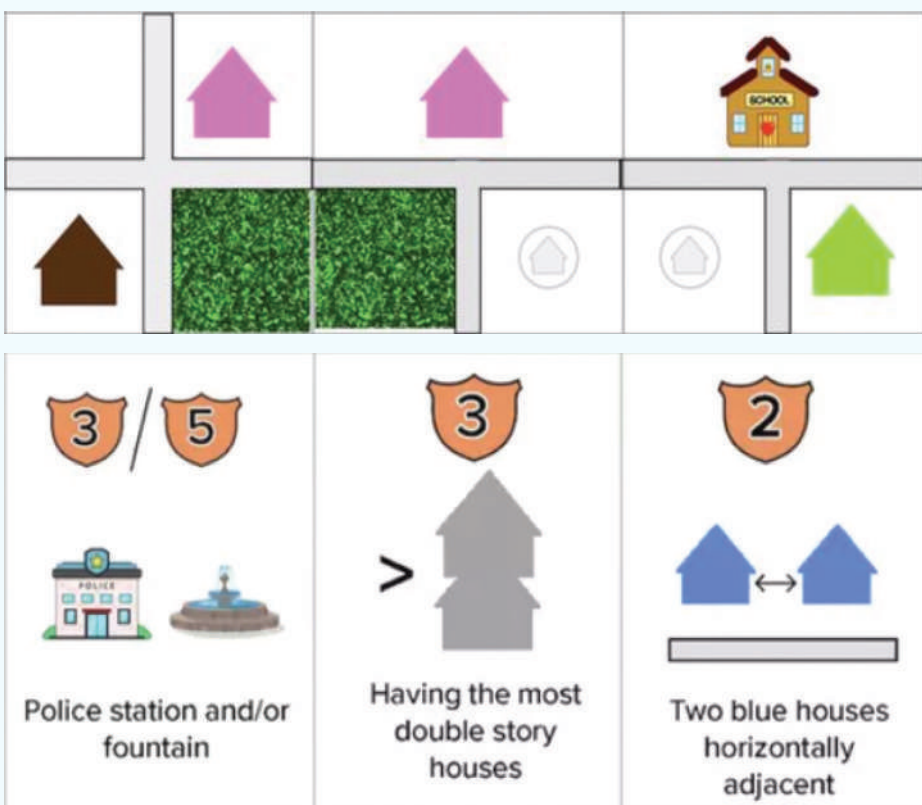 SCHOOL
3 / 5
3
2
POLICE
>
Police station and/or
fountain
Having the most
double story
houses
Two blue houses
horizontally
adjacent